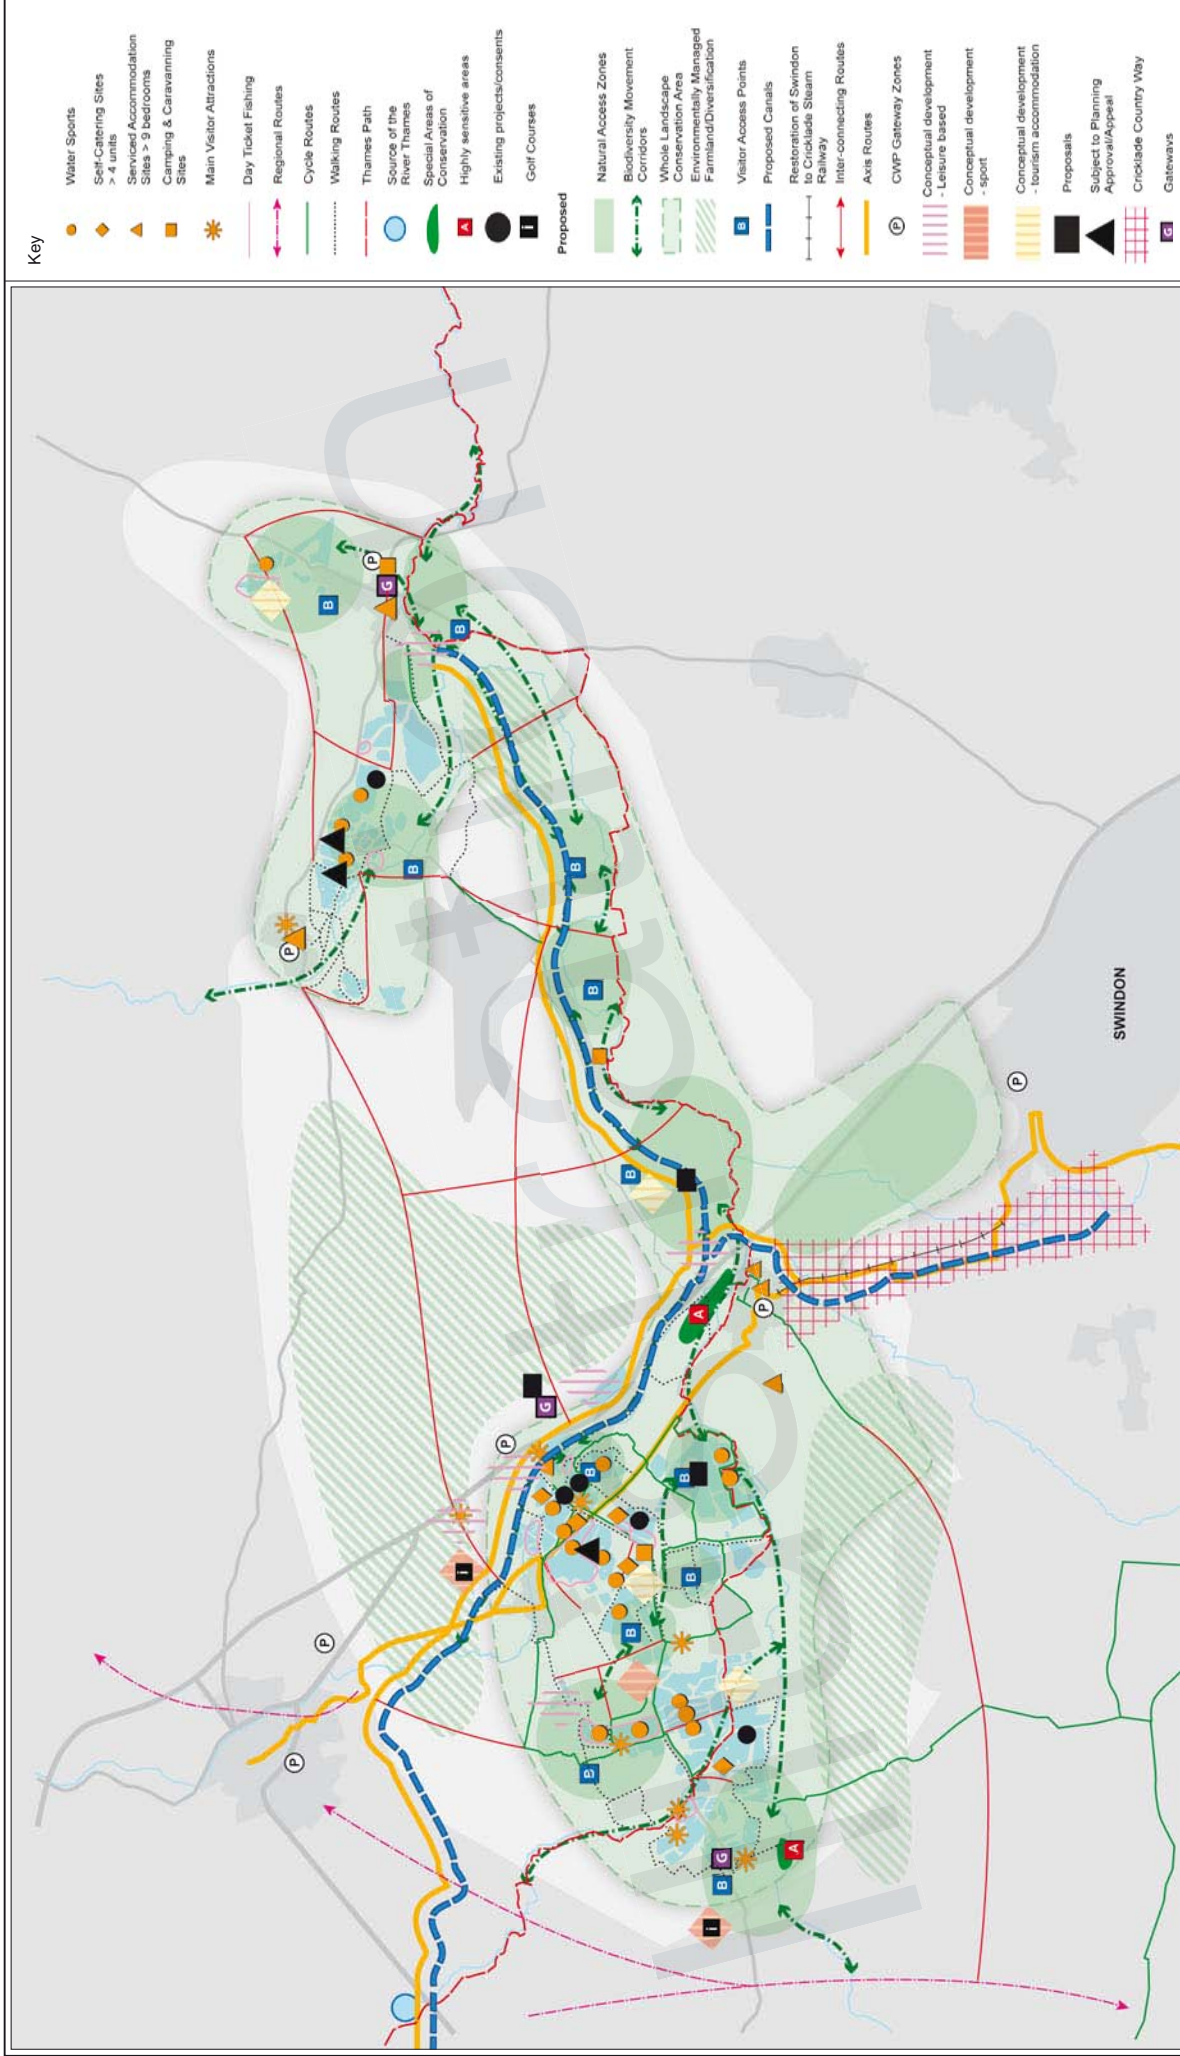 Key
Water Sports
Self-Catering Sites
> 4 units
Serviced Accommodation
Sites > 9 bedrooms
Camping & Caravanning
Sites
Main Visitor Attractions
Day Ticket Fishing
Regional Routes
Cycle Routes
Walking Routes
Thames Path
Source of the
River Thames
Special Areas of
Conservation
A
Highly sensitive areas
Existing projects/consents
i
Golf Courses
Proposed
Natural Access Zones
Biodiversity Movement
Corridors
Whole Landscape
Conservation Area
Environmentally Managed
Farmland/Diversification
B
Visitor Access Points
Proposed Canals
Restoration of Swindon
to Cricklade Steam
Railway
Inter-connecting Routes
Axis Routes
P
CWP Gateway Zones
Conceptual development
- Leisure based
Conceptual development
- sport
Conceptual development
- tourism accommodation
Proposals
Subject to Planning
Approval/Appeal
Cricklade Country Way
G
Gateways
SWINDON
P
P
P
P
P
P
P
G
G
G
A
A
i
i
B
B
B
B
B
B
B
B
B
B
B
B